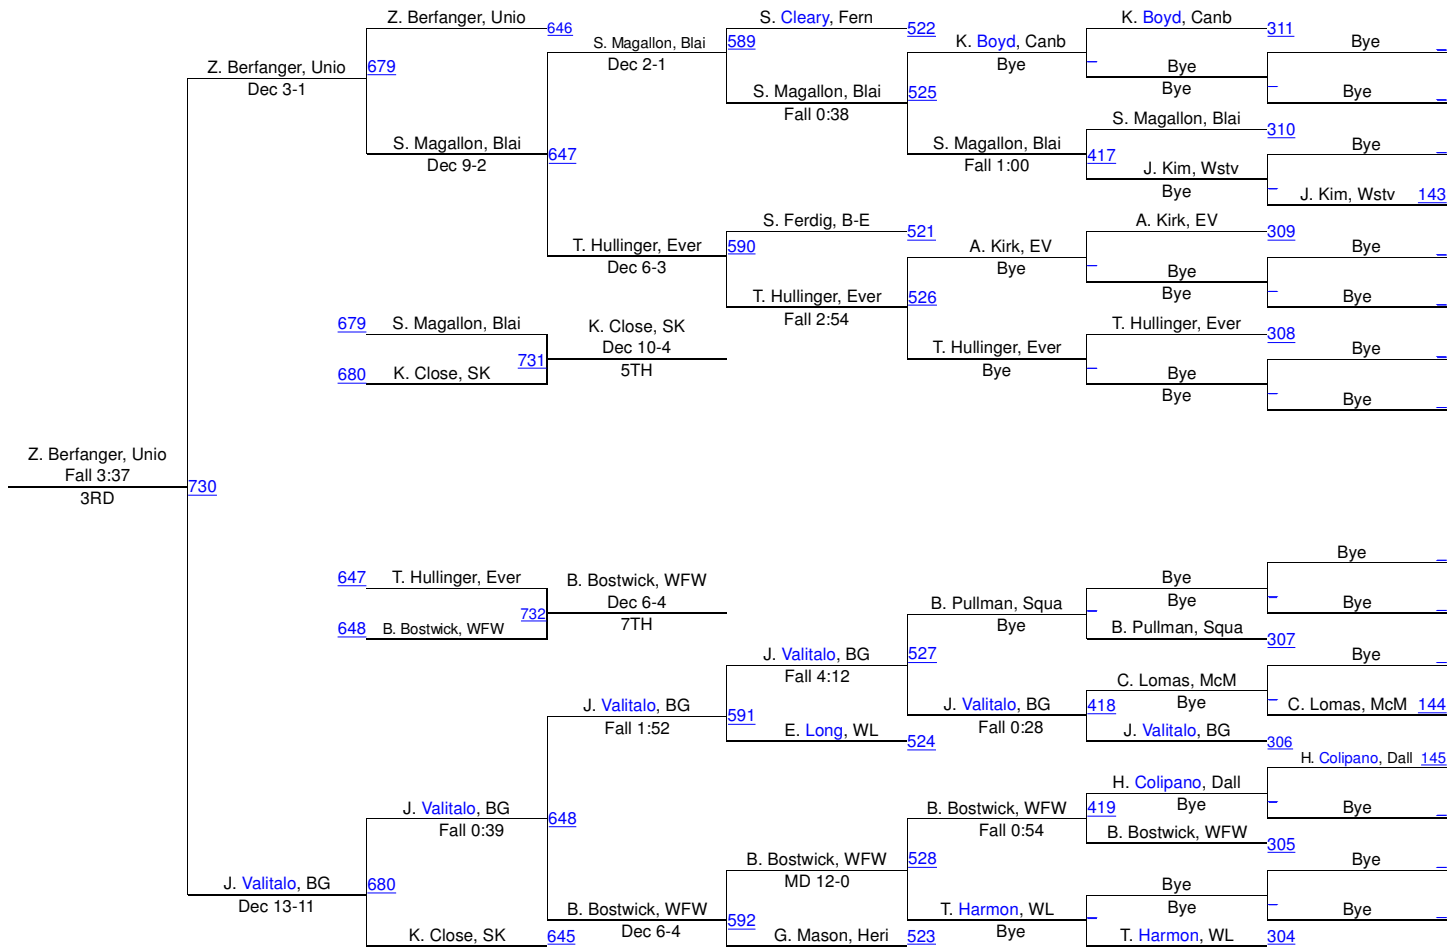 Z. Berfanger, Unio
646
S. Cleary, Fern
522
K. Boyd, Canb
311
S. Magallon, Blai
589
K. Boyd, Canb
Bye
Bye
Z. Berfanger, Unio
679
Dec 2-1
Bye
Bye
Dec 3-1
S. Magallon, Blai
525
Bye
Bye
Fall 0:38
S. Magallon, Blai
310
S. Magallon, Blai
647
S. Magallon, Blai
417
Bye
Dec 9-2
Fall 1:00
J. Kim, Wstv
Bye
J. Kim, Wstv 143
S. Ferdig, B-E
521
A. Kirk, EV
309
T. Hullinger, Ever
590
A. Kirk, EV
Bye
Dec 6-3
Bye
Bye
T. Hullinger, Ever
526
Bye
Bye
679
S. Magallon, Blai
K. Close, SK
Fall 2:54
T. Hullinger, Ever
308
Dec 10-4
T. Hullinger, Ever
Bye
731
5TH
Bye
Bye
680
K. Close, SK
Bye
Bye
Z. Berfanger, Unio
Fall 3:37
730
3RD
Bye
647
T. Hullinger, Ever
B. Bostwick, WFW
Bye
Dec 6-4
B. Pullman, Squa
Bye
Bye
732
7TH
Bye
648
B. Bostwick, WFW
B. Pullman, Squa
307
J. Valitalo, BG
527
Bye
Fall 4:12
C. Lomas, McM
J. Valitalo, BG
591
J. Valitalo, BG
418
Bye
C. Lomas, McM 144
Fall 1:52
E. Long, WL
524
Fall 0:28
J. Valitalo, BG
306
H. Colipano, Dall 145
H. Colipano, Dall
J. Valitalo, BG
648
B. Bostwick, WFW
419
Bye
Bye
Fall 0:39
Fall 0:54
B. Bostwick, WFW
305
B. Bostwick, WFW
528
Bye
MD 12-0
J. Valitalo, BG
680
Bye
Dec 13-11
B. Bostwick, WFW
592
T. Harmon, WL
Bye
Bye
Dec 6-4
Bye
K. Close, SK
645
G. Mason, Heri
523
T. Harmon, WL
304